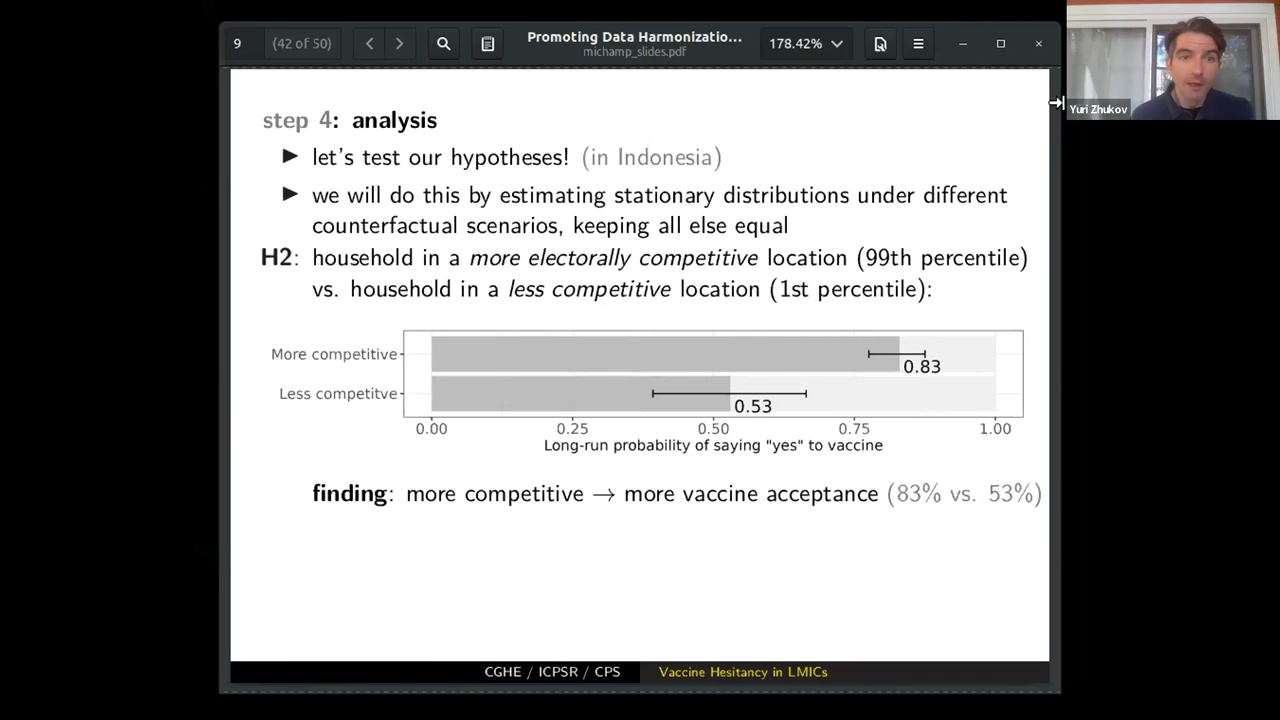 9 (42 of 50) Promoting Data Harmonizatio... 178.42%
michamp_slides.pdf
Yuri Zhukov
step 4: analysis
▶ let's test our hypotheses! (in Indonesia)
▶ we will do this by estimating stationary distributions under different
counterfactual scenarios, keeping all else equal
H2: household in a more electorally competitive location (99th percentile)
vs. household in a less competitive location (1st percentile):
More competitive 0.83
Less competitive 0.53
0.00 0.25 0.50 0.75 1.00
Long-run probability of saying "yes" to vaccine
finding: more competitive → more vaccine acceptance (83% vs. 53%)
CGHE / ICPSR / CPS Vaccine Hesitancy in LMICs